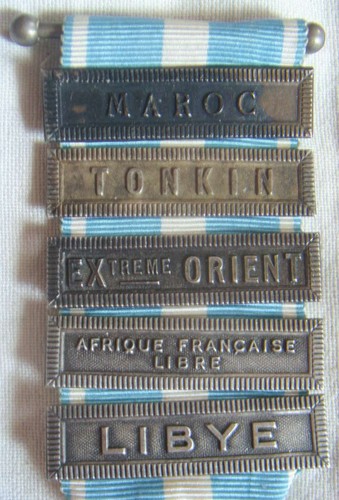 MAROC
TONKIN
EXTREME ORIENT
AFRIQUE FRANÇAISE
LIBRE
LIBYE